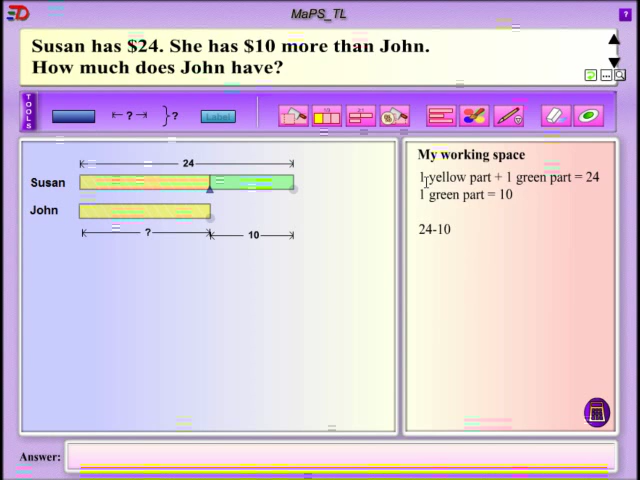 MaPS_TL
?
Susan has $24. She has $10 more than John.
How much does John have?
...
TOOLS
?
}?
Label
24
Susan
John
?
10
My working space
1 yellow part + 1 green part = 24
1 green part = 10
24-10
Answer: